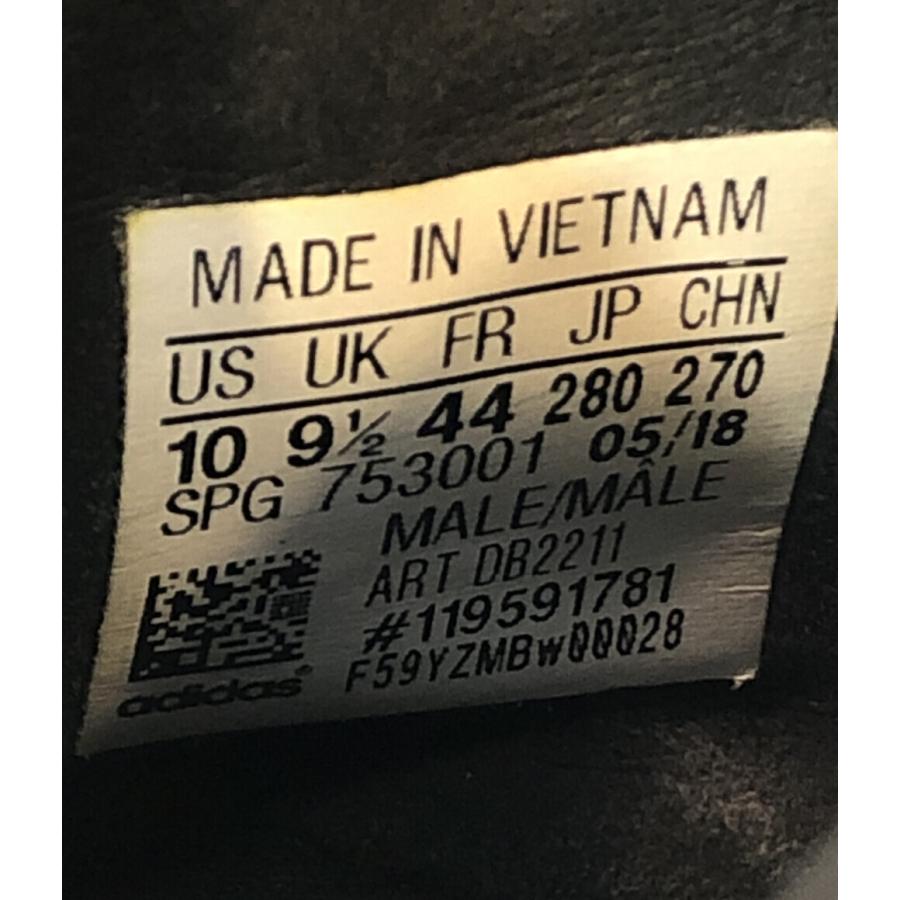 MADE IN VIETNAM
US UK FR JP CHN
10 9½ 44 280 270
SPG 753001 05/18
MALE/MÂLE
ART DB2211
#119591781
F59YZMBw00028
adidas®